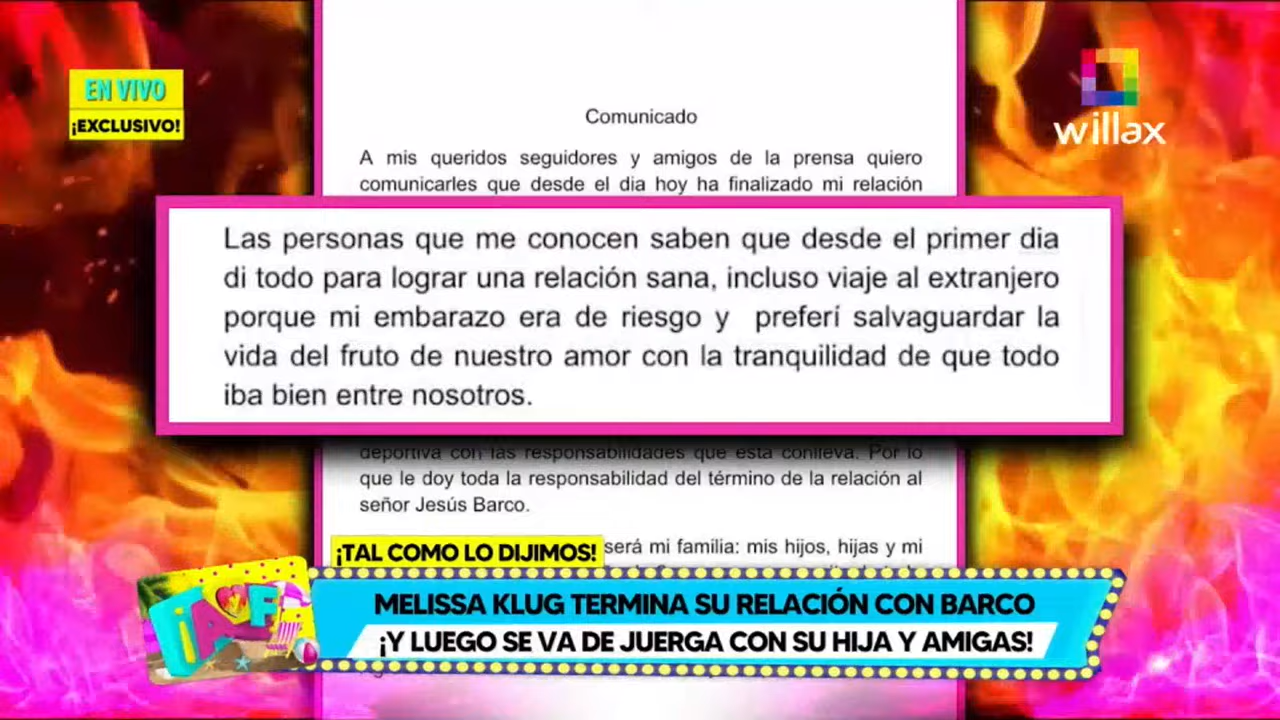 EN VIVO
¡EXCLUSIVO!
willax
Comunicado
A mis queridos seguidores y amigos de la prensa quiero
comunicarles que desde el dia hoy ha finalizado mi relación
Las personas que me conocen saben que desde el primer dia
di todo para lograr una relación sana, incluso viaje al extranjero
porque mi embarazo era de riesgo y preferí salvaguardar la
vida del fruto de nuestro amor con la tranquilidad de que todo
iba bien entre nosotros.
deportiva con las responsabilidades que esta conlleva. Por lo
que le doy toda la responsabilidad del término de la relación al
señor Jesús Barco.
¡TAL COMO LO DIJIMOS!
será mi familia: mis hijos, hijas y mi
MELISSA KLUG TERMINA SU RELACIÓN CON BARCO
¡Y LUEGO SE VA DE JUERGA CON SU HIJA Y AMIGAS!